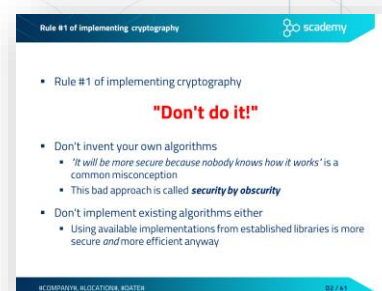 Rule #1 of implementing cryptography
scademy
Rule #1 of implementing cryptography
"Don't do it!"
Don't invent your own algorithms
'It will be more secure because nobody knows how it works' is a
common misconception
This bad approach is called security by obscurity
Don't implement existing algorithms either
Using available implementations from established libraries is more
secure and more efficient anyway
#COMPANY#, #LOCATION#, #DATE#
02 / 41